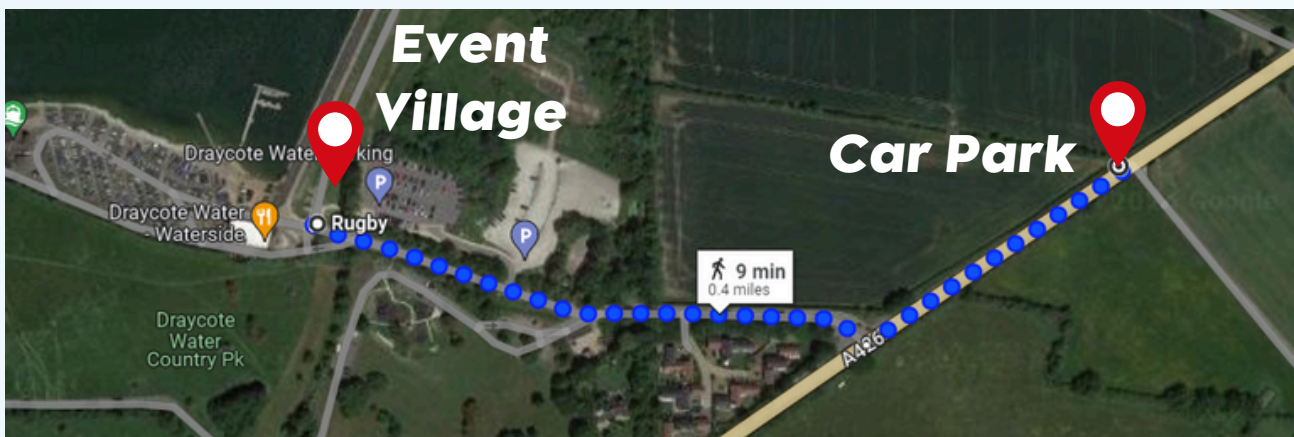 Event
Village
Car Park
Draycote Water
P
Rugby
Draycote Water
- Waterside
P
9 min
0.4 miles
Draycote
Water
Country Pk
A426
Google